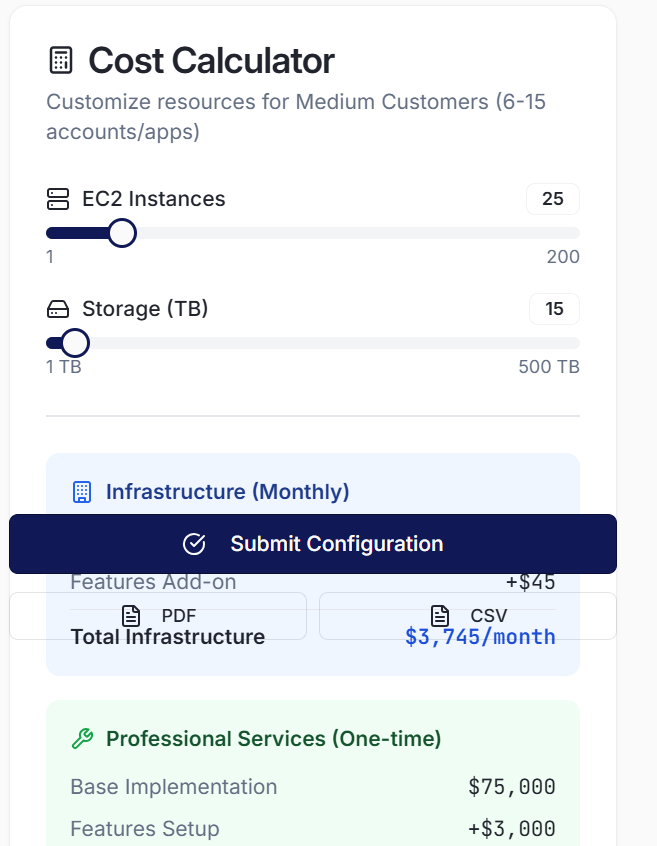 Cost Calculator
Customize resources for Medium Customers (6-15
accounts/apps)
EC2 Instances 25
1 200
Storage (TB) 15
1 TB 500 TB
Infrastructure (Monthly)
Submit Configuration
Features Add-on +$45
PDF CSV
Total Infrastructure $3,745/month
Professional Services (One-time)
Base Implementation $75,000
Features Setup +$3,000